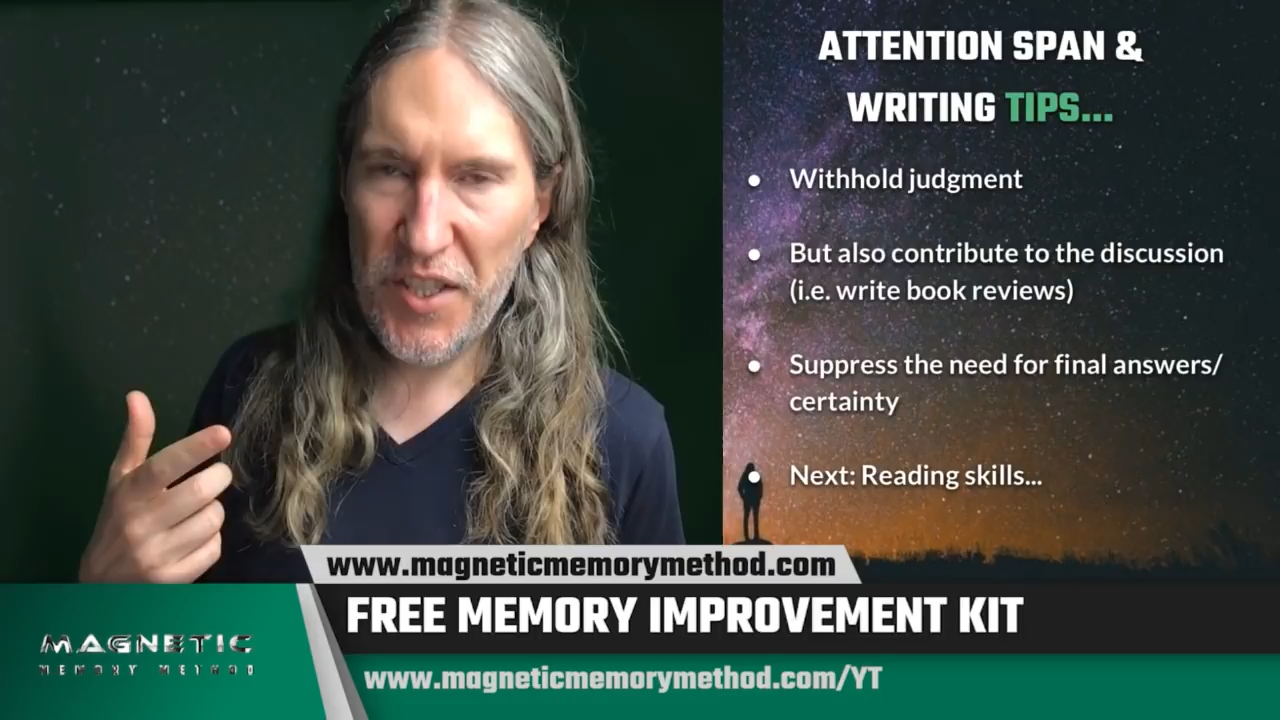 ATTENTION SPAN &
WRITING TIPS...
● Withhold judgment
● But also contribute to the discussion
(i.e. write book reviews)
● Suppress the need for final answers/
certainty
● Next: Reading skills...
www.magneticmemorymethod.com
FREE MEMORY IMPROVEMENT KIT
MAGNETIC
MEMORY METHOD
www.magneticmemorymethod.com/YT